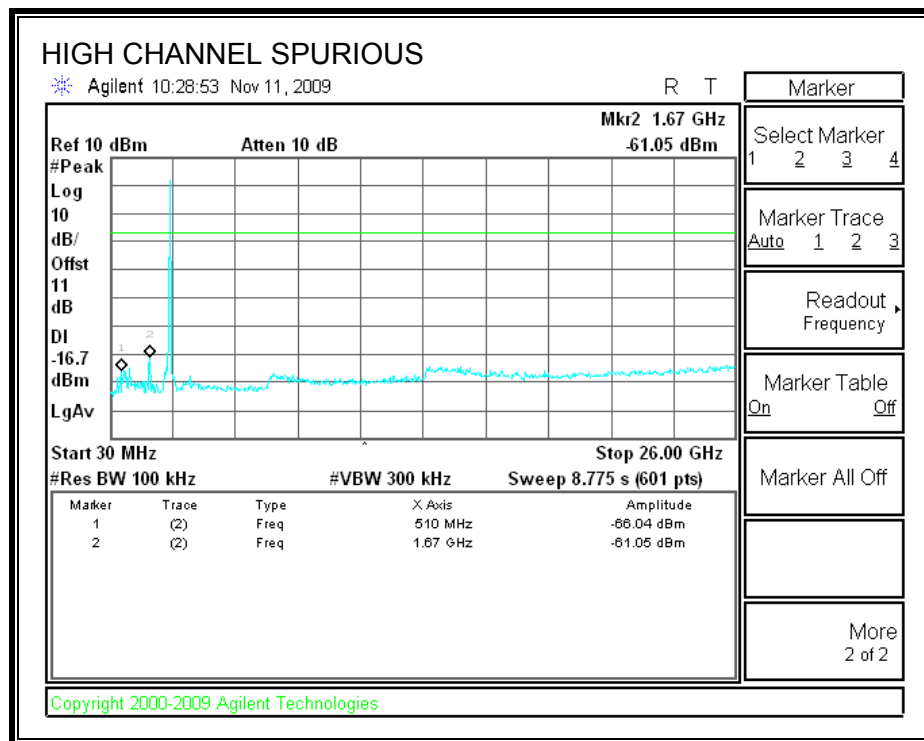 HIGH CHANNEL SPURIOUS
Agilent 10:28:53 Nov 11, 2009 R T
Mkr2 1.67 GHz
Ref 10 dBm Atten 10 dB -61.05 dBm
#Peak
Log
10
dB/
Offst
11
dB
DI
-16.7
dBm
LgAv
1
2
Start 30 MHz Stop 26.00 GHz
#Res BW 100 kHz #VBW 300 kHz Sweep 8.775 s (601 pts)
Marker Trace Type X Axis Amplitude
1 (2) Freq 510 MHz -66.04 dBm
2 (2) Freq 1.67 GHz -61.05 dBm
Marker
Select Marker
1 2 3 4
Marker Trace
Auto 1 2 3
Readout
Frequency
Marker Table
On Off
Marker All Off
More
2 of 2
Copyright 2000-2009 Agilent Technologies